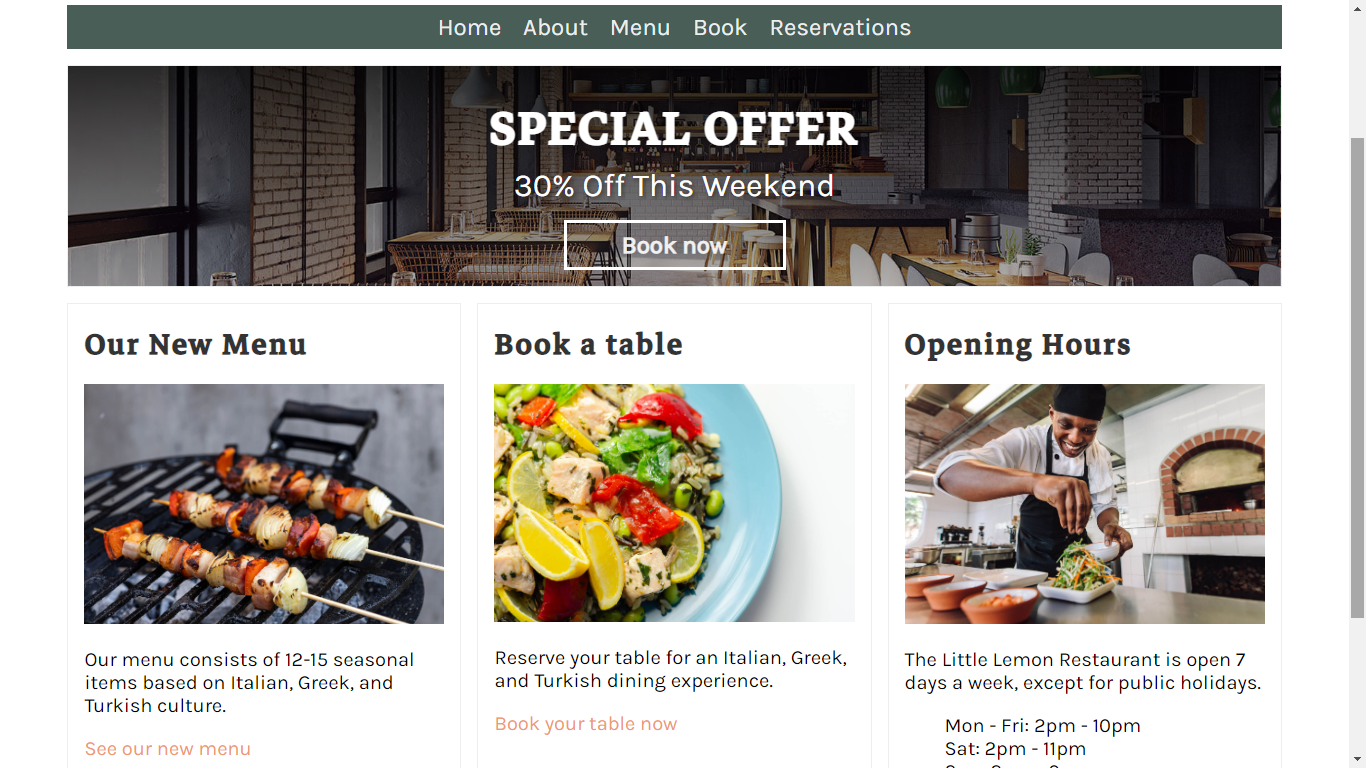 Home About Menu Book Reservations
SPECIAL OFFER
30% Off This Weekend
Book now
Our New Menu
Our menu consists of 12-15 seasonal
items based on Italian, Greek, and
Turkish culture.
See our new menu
Book a table
Reserve your table for an Italian, Greek,
and Turkish dining experience.
Book your table now
Opening Hours
The Little Lemon Restaurant is open 7
days a week, except for public holidays.
Mon - Fri: 2pm - 10pm
Sat: 2pm - 11pm